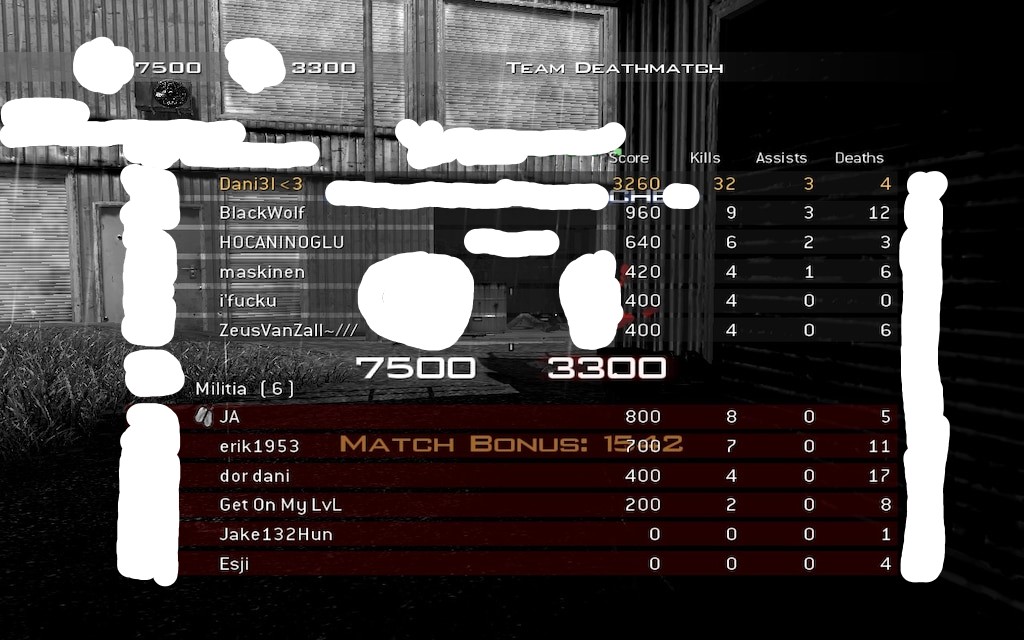 7500 3300 Team Deathmatch
Score Kills Assists Deaths
Dani3l <3 3260 32 3 4
BlackWolf 960 9 3 12
HOCANINOGLU 640 6 2 3
maskinen 420 4 1 6
i'fucku 400 4 0 0
ZeusVanZall~/// 400 4 0 6
7500 3300
Militia ( 6 )
JA 800 8 0 5
erik1953 700 7 0 11
Match Bonus:
dor dani 400 4 0 17
Get On My LvL 200 2 0 8
Jake132Hun 0 0 0 1
Esji 0 0 0 4